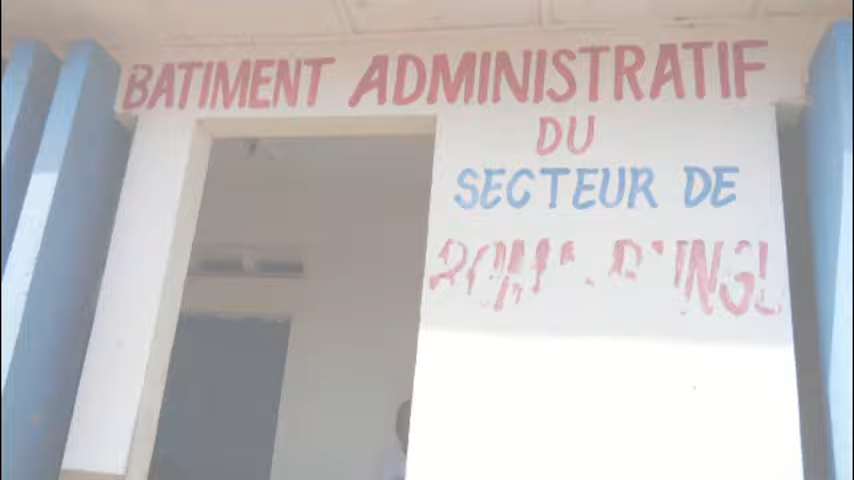 BATIMENT ADMINISTRATIF
DU
SECTEUR DE